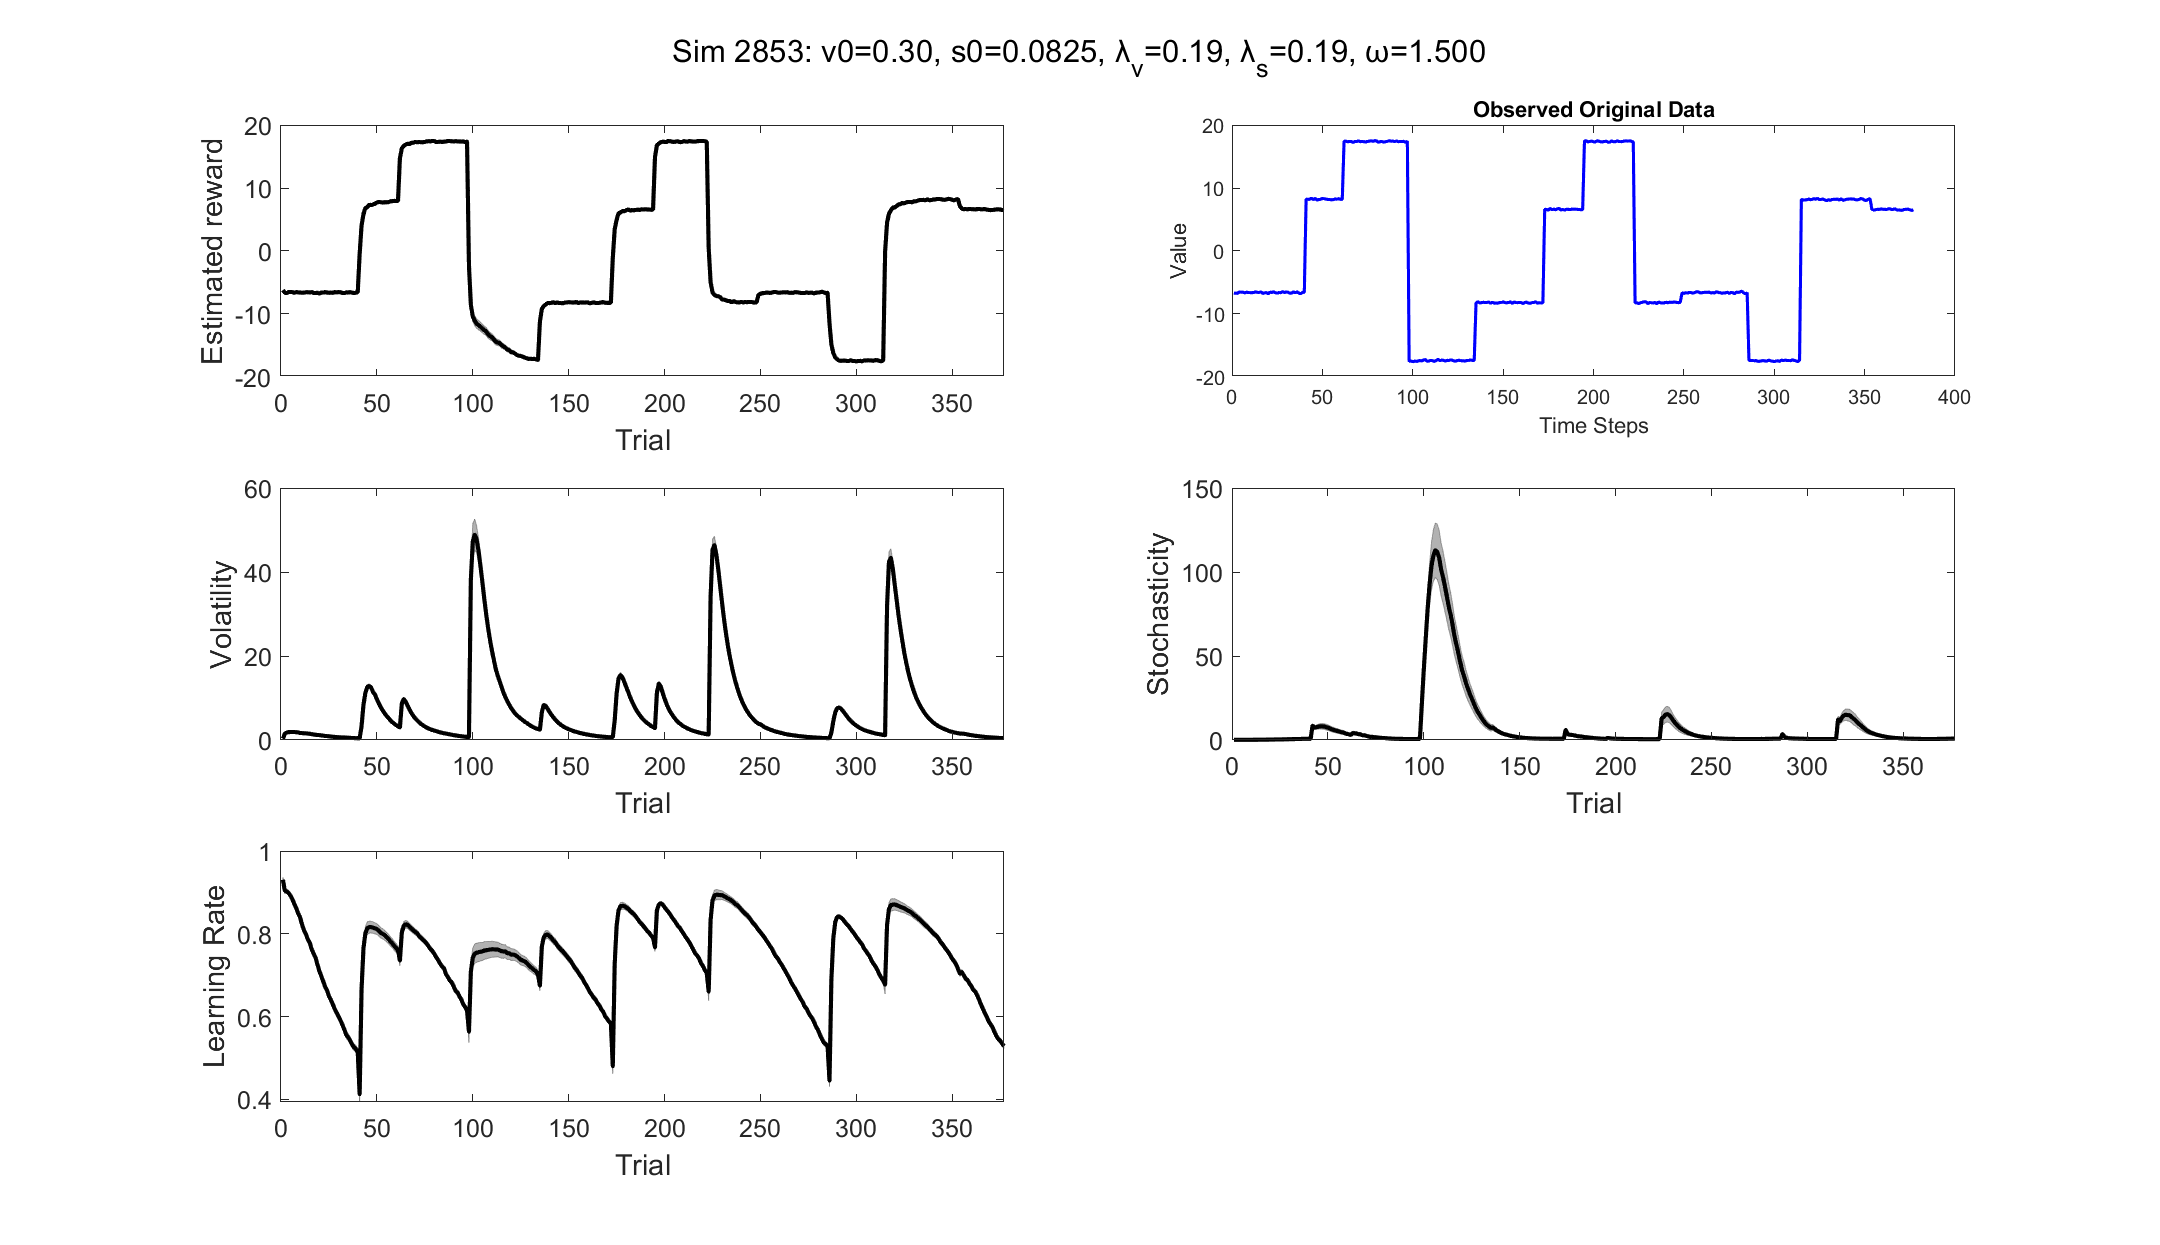 Sim 2853: v0=0.30, s0=0.0825, λ_v=0.19, λ_s=0.19, ω=1.500
Estimated reward
20
10
0
-10
-20
0 50 100 150 200 250 300 350
Trial
Observed Original Data
Value
20
10
0
-10
-20
0 50 100 150 200 250 300 350 400
Time Steps
Volatility
60
40
20
0
0 50 100 150 200 250 300 350
Trial
Stochasticity
150
100
50
0
0 50 100 150 200 250 300 350
Trial
Learning Rate
1
0.8
0.6
0.4
0 50 100 150 200 250 300 350
Trial